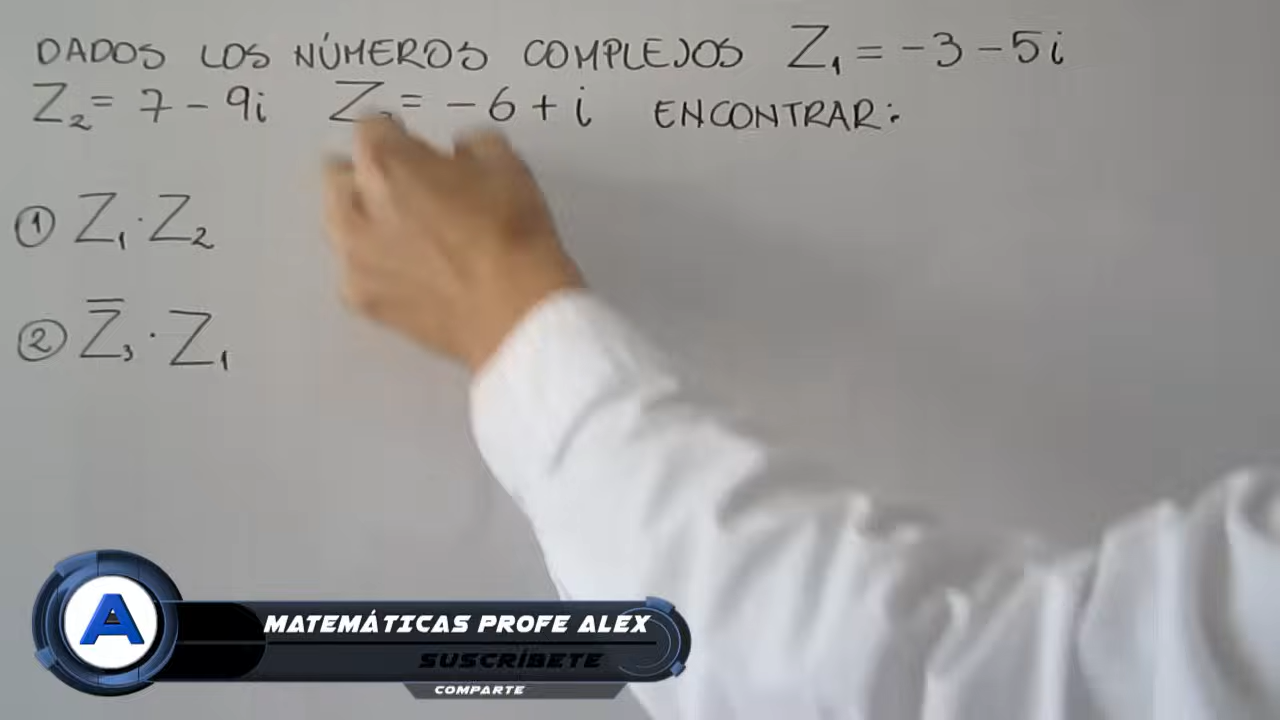 DADOS LOS NÚMEROS COMPLEJOS Z₁ = -3 - 5i
Z₂ = 7 - 9i Z = -6 + i ENCONTRAR:
① Z₁ · Z₂
② Z̅₃ · Z₁
A
MATEMÁTICAS PROFE ALEX
SUSCRÍBETE
COMPARTE